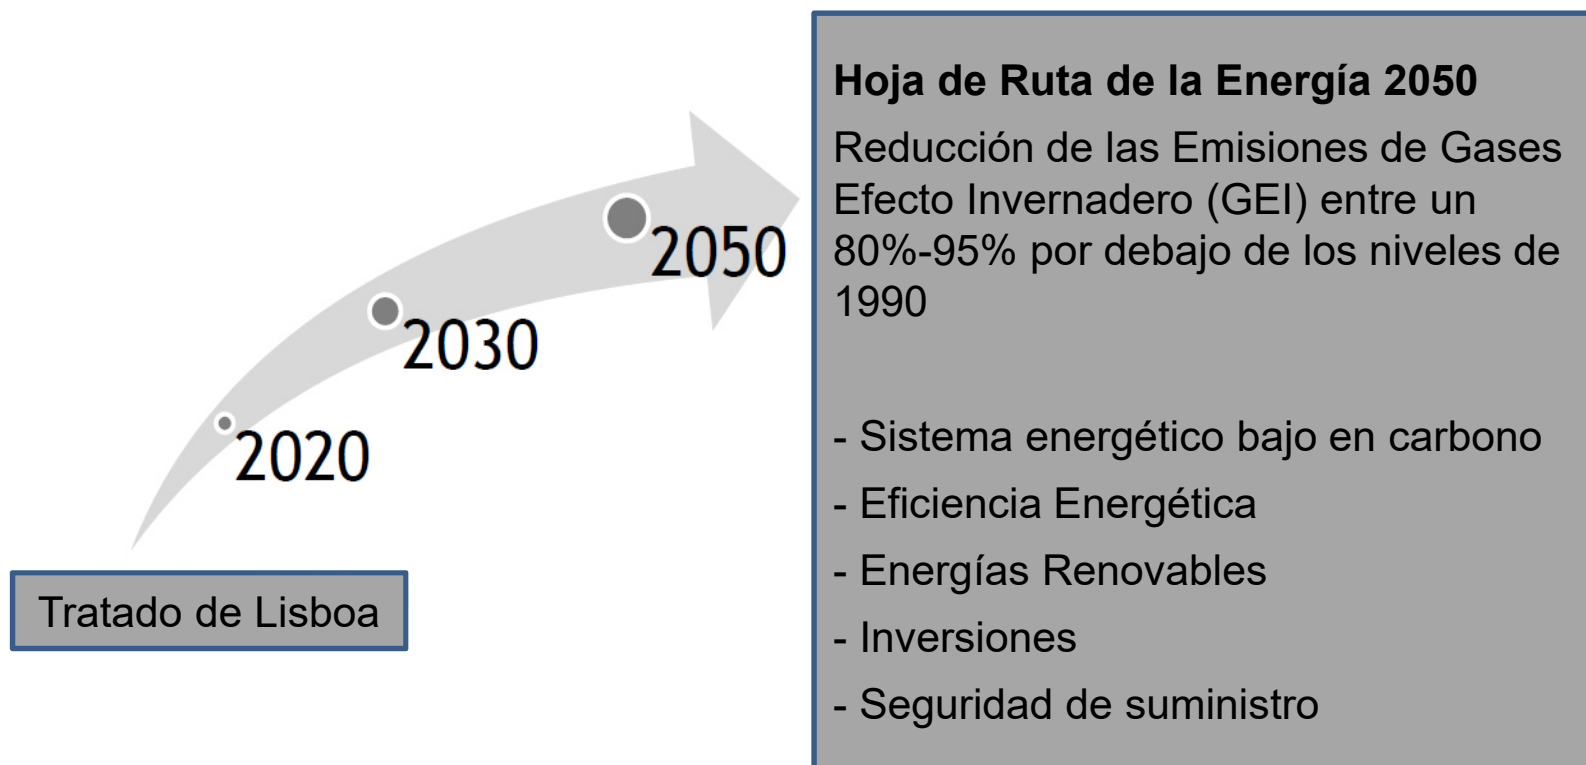 Tratado de Lisboa
2020
2030
2050
Hoja de Ruta de la Energía 2050
Reducción de las Emisiones de Gases
Efecto Invernadero (GEI) entre un
80%-95% por debajo de los niveles de
1990
- Sistema energético bajo en carbono
- Eficiencia Energética
- Energías Renovables
- Inversiones
- Seguridad de suministro